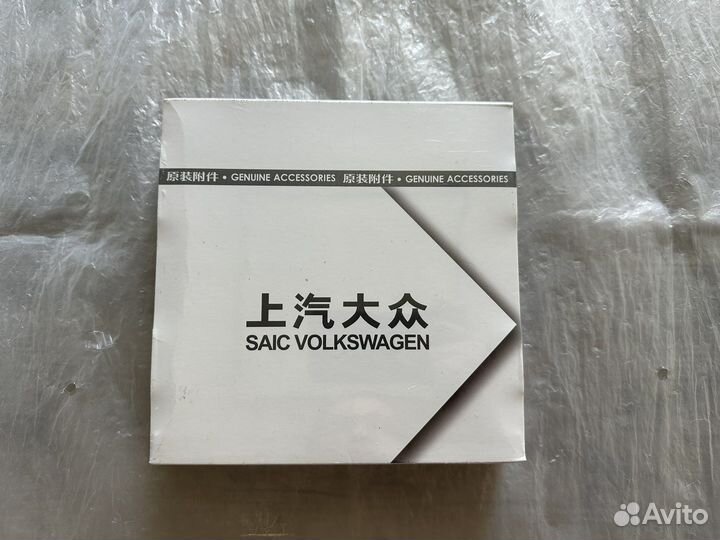 原装附件 • GENUINE ACCESSORIES 原装附件 • GENUINE ACCESSORIES
上汽大众
SAIC VOLKSWAGEN
Avito